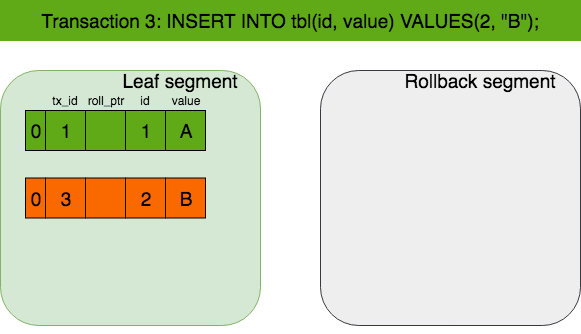 Transaction 3: INSERT INTO tbl(id, value) VALUES(2, "B");
Leaf segment
Rollback segment
tx_id roll_ptr id value
0 1 1 A
0 3 2 B